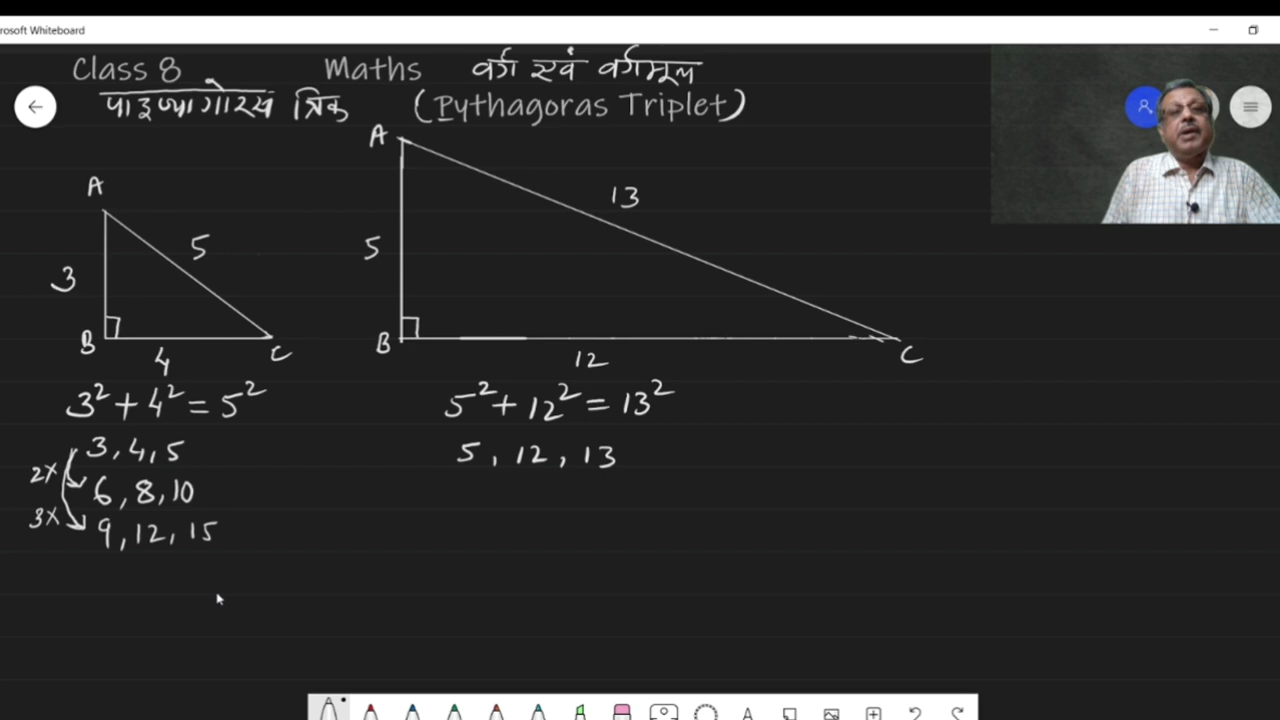 rosoft Whiteboard
Class 8 Maths वर्ग एवं वर्गमूल
पाइथागोरस त्रिक (Pythagoras Triplet)
A
3
5
B
4
C
A
13
5
B
12
C
3² + 4² = 5²
3, 4, 5
2x
6, 8, 10
3x
9, 12, 15
5² + 12² = 13²
5, 12, 13